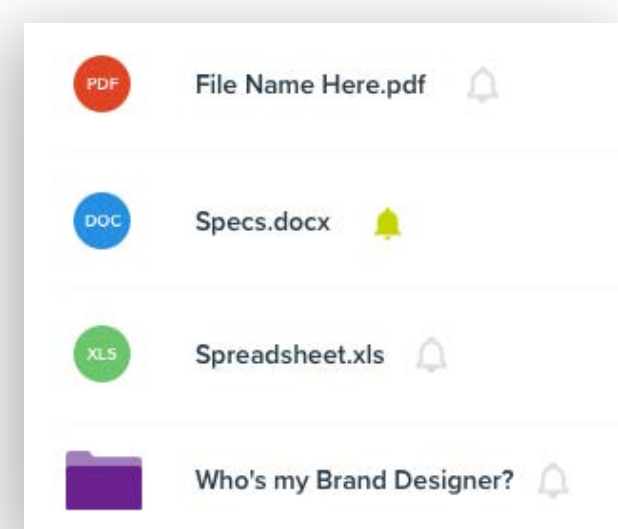 PDF File Name Here.pdf
DOC Specs.docx
XLS Spreadsheet.xls
Who's my Brand Designer?